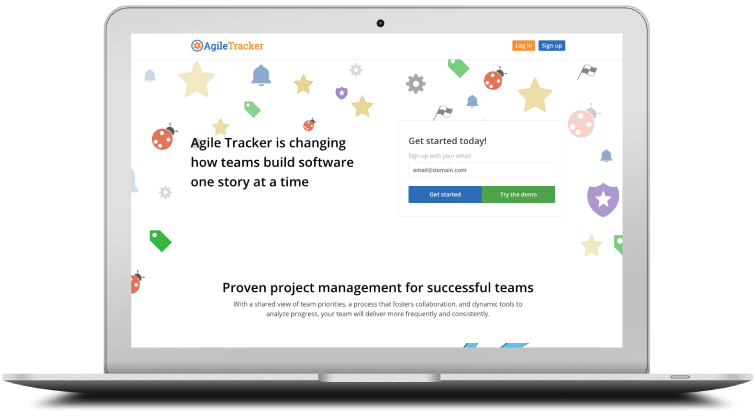 AgileTracker
Log in
Sign up
Agile Tracker is changing
how teams build software
one story at a time
Get started today!
Sign up with your email
email@domain.com
Get started
Try the demo
Proven project management for successful teams
With a shared view of team priorities, a process that fosters collaboration, and dynamic tools to
analyze progress, your team will deliver more frequently and consistently.